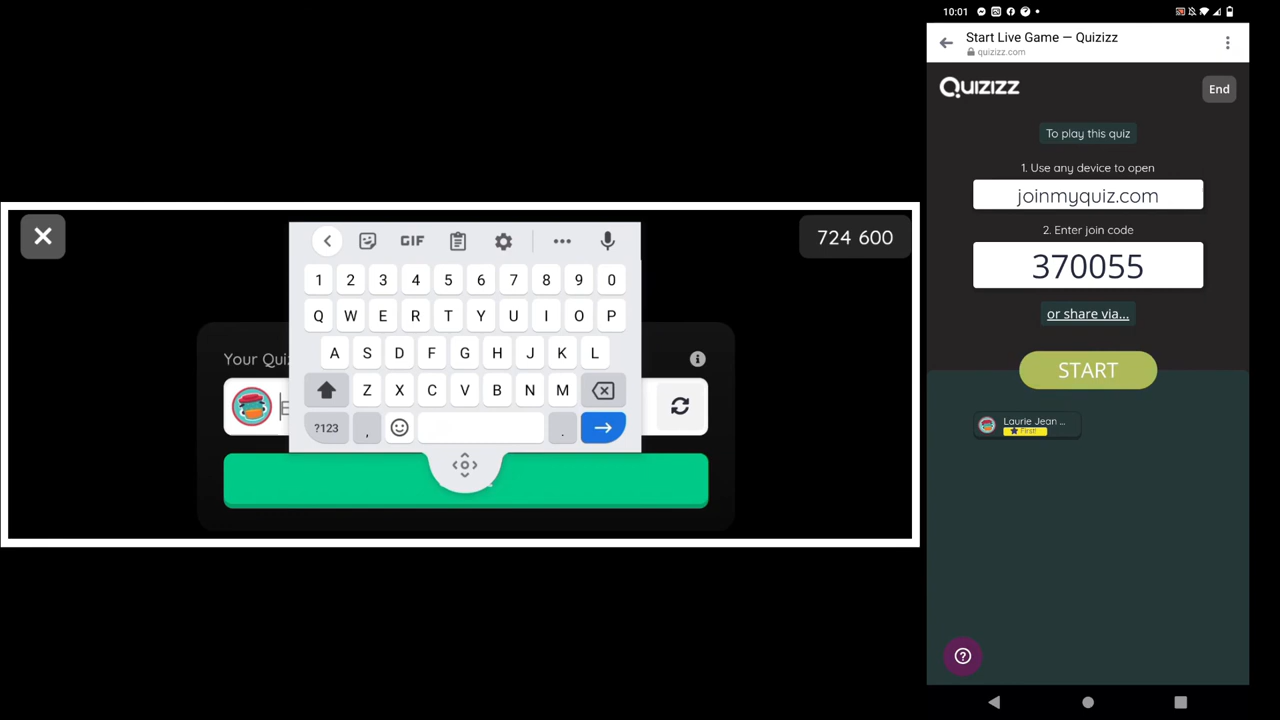 724 600
GIF
1 2 3 4 5 6 7 8 9 0
Q W E R T Y U I O P
A S D F G H J K L
Z X C V B N M
?123 , .
Your Quiz
10:01
Start Live Game — Quizizz
quizizz.com
Quizizz
End
To play this quiz
1. Use any device to open
joinmyquiz.com
2. Enter join code
370055
or share via...
START
Laurie Jean ...
First!